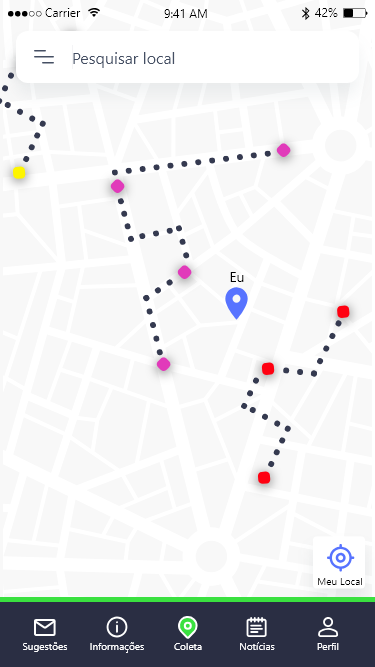 Carrier 9:41 AM 42%
Pesquisar local
Eu
Meu Local
Sugestões Informações Coleta Notícias Perfil